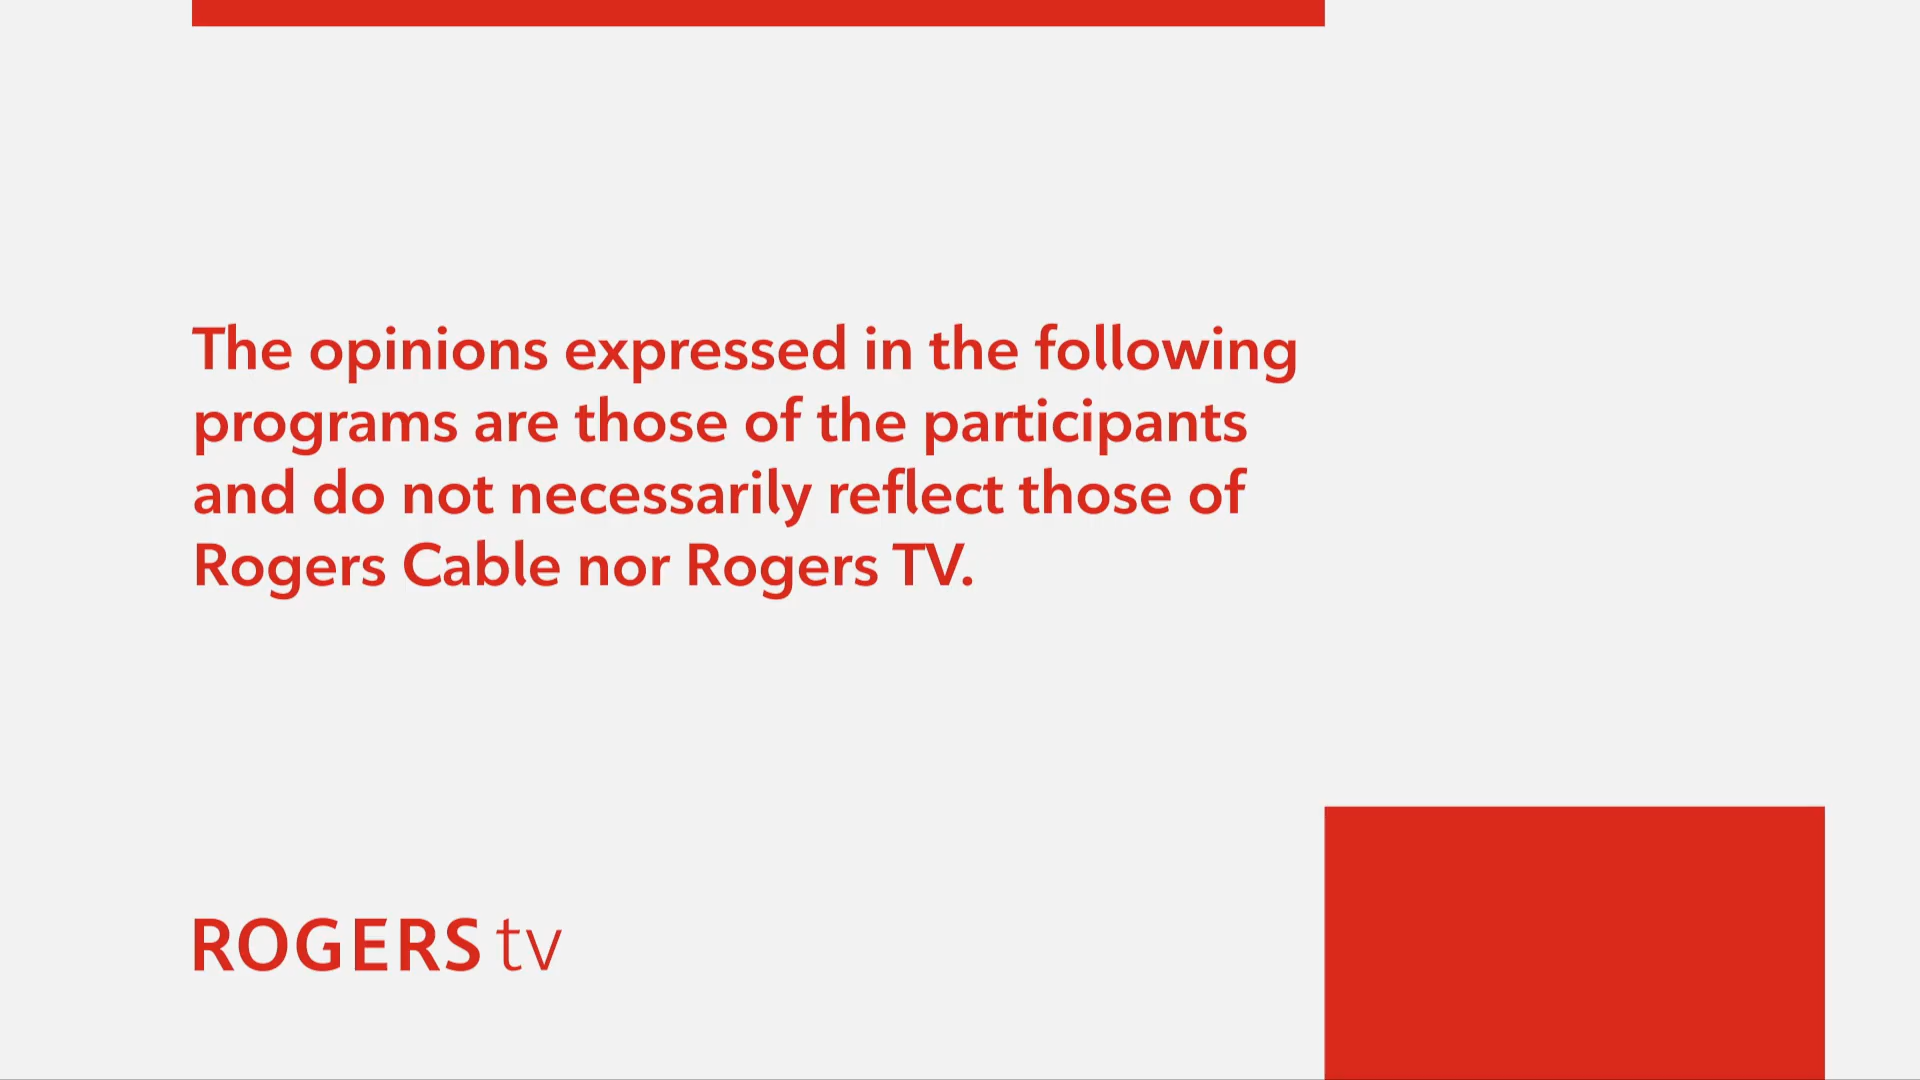 The opinions expressed in the following
programs are those of the participants
and do not necessarily reflect those of
Rogers Cable nor Rogers TV.
ROGERS tv